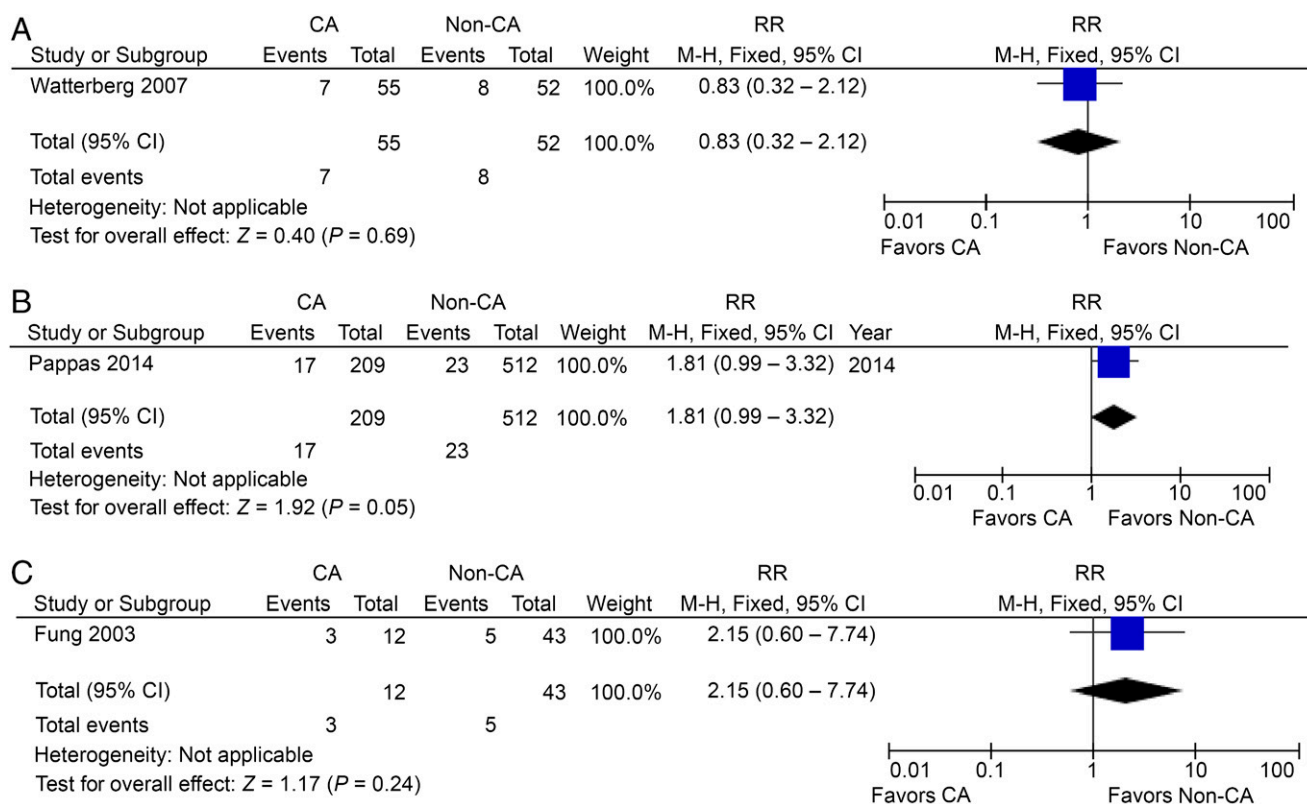 A CA Non-CA RR RR
Study or Subgroup Events Total Events Total Weight M-H, Fixed, 95% CI M-H, Fixed, 95% CI
Watterberg 2007 7 55 8 52 100.0% 0.83 (0.32 – 2.12)
Total (95% CI) 55 52 100.0% 0.83 (0.32 – 2.12)
Total events 7 8
Heterogeneity: Not applicable
Test for overall effect: Z = 0.40 (P = 0.69)
0.01 0.1 1 10 100
Favors CA Favors Non-CA
B CA Non-CA RR RR
Study or Subgroup Events Total Events Total Weight M-H, Fixed, 95% CI Year M-H, Fixed, 95% CI
Pappas 2014 17 209 23 512 100.0% 1.81 (0.99 – 3.32) 2014
Total (95% CI) 209 512 100.0% 1.81 (0.99 – 3.32)
Total events 17 23
Heterogeneity: Not applicable
Test for overall effect: Z = 1.92 (P = 0.05)
0.01 0.1 1 10 100
Favors CA Favors Non-CA
C CA Non-CA RR RR
Study or Subgroup Events Total Events Total Weight M-H, Fixed, 95% CI M-H, Fixed, 95% CI
Fung 2003 3 12 5 43 100.0% 2.15 (0.60 – 7.74)
Total (95% CI) 12 43 100.0% 2.15 (0.60 – 7.74)
Total events 3 5
Heterogeneity: Not applicable
Test for overall effect: Z = 1.17 (P = 0.24)
0.01 0.1 1 10 100
Favors CA Favors Non-CA